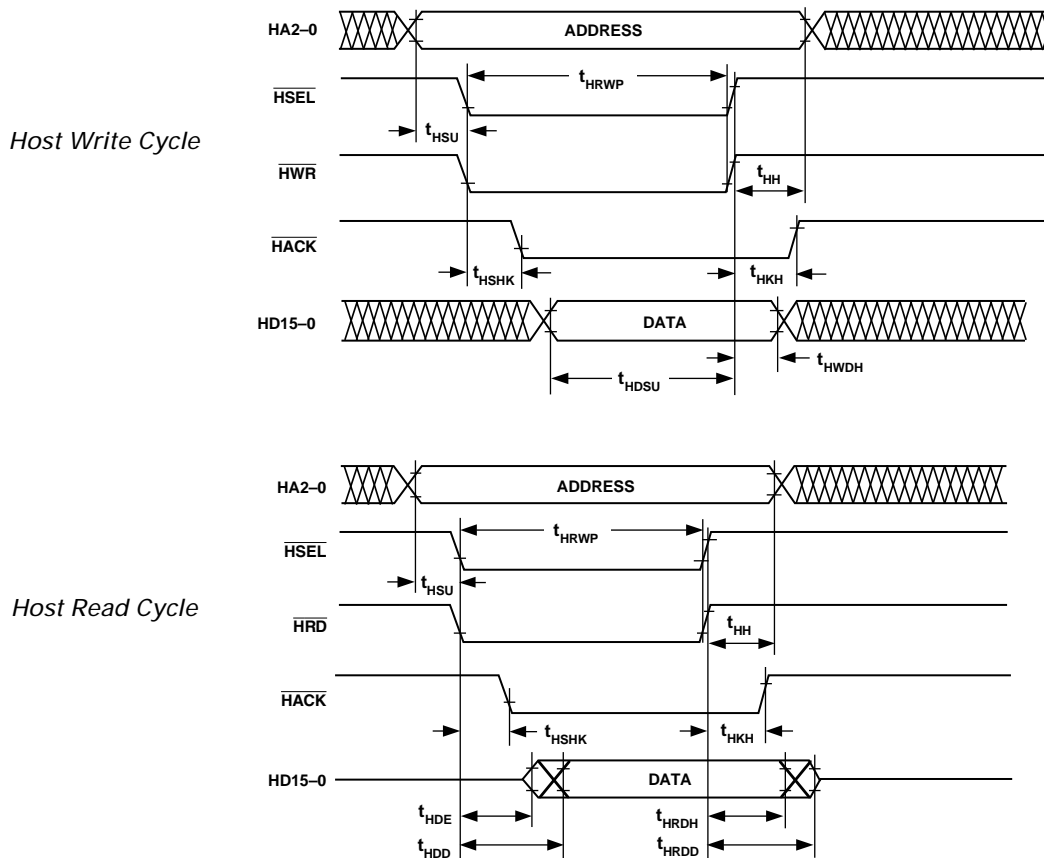 HA2–0
ADDRESS
tHRWP
HSEL
tHSU
Host Write Cycle
HWR
tHH
HACK
tHSHK
tHKH
HD15–0
DATA
tHWDH
tHDSU
HA2–0
ADDRESS
tHRWP
HSEL
tHSU
Host Read Cycle
HRD
tHH
HACK
tHSHK
tHKH
HD15–0
DATA
tHDE
tHRDH
tHDD
tHRDD